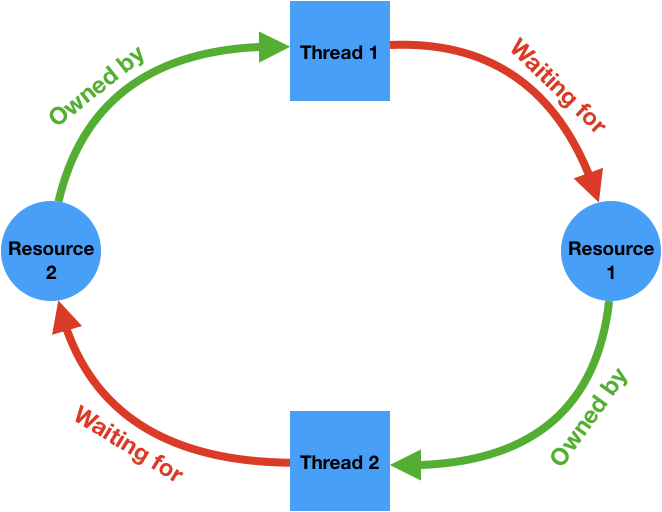 Thread 1
Owned by
Waiting for
Resource
2
Resource
1
Waiting for
Thread 2
Owned by